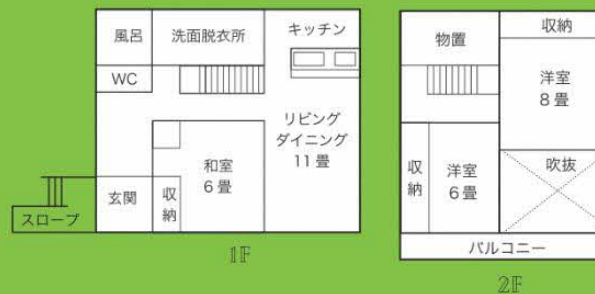 風呂
洗面脱衣所
キッチン
WC
リビング
ダイニング
11畳
和室
6畳
玄関
収納
スロープ
1F
収納
物置
洋室
8畳
収納
洋室
6畳
吹抜
バルコニー
2F